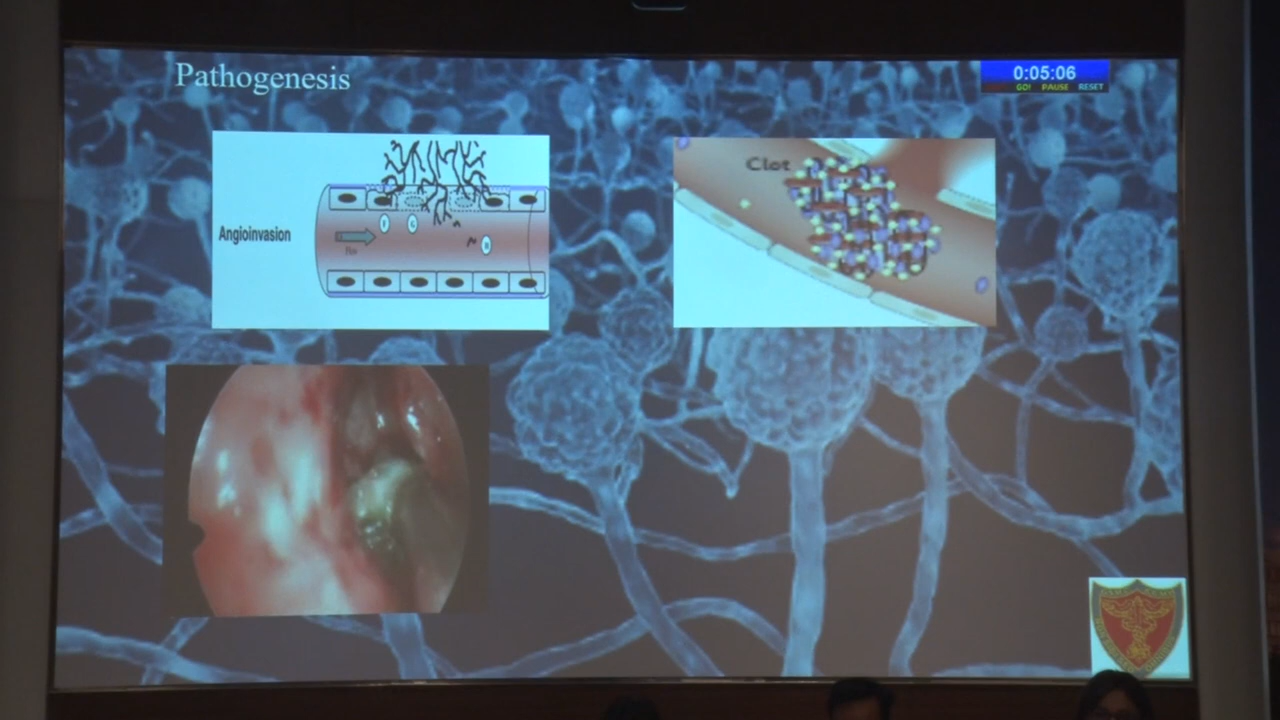 Pathogenesis
0:05:06
GO! PAUSE RESET
Angioinvasion
Clot